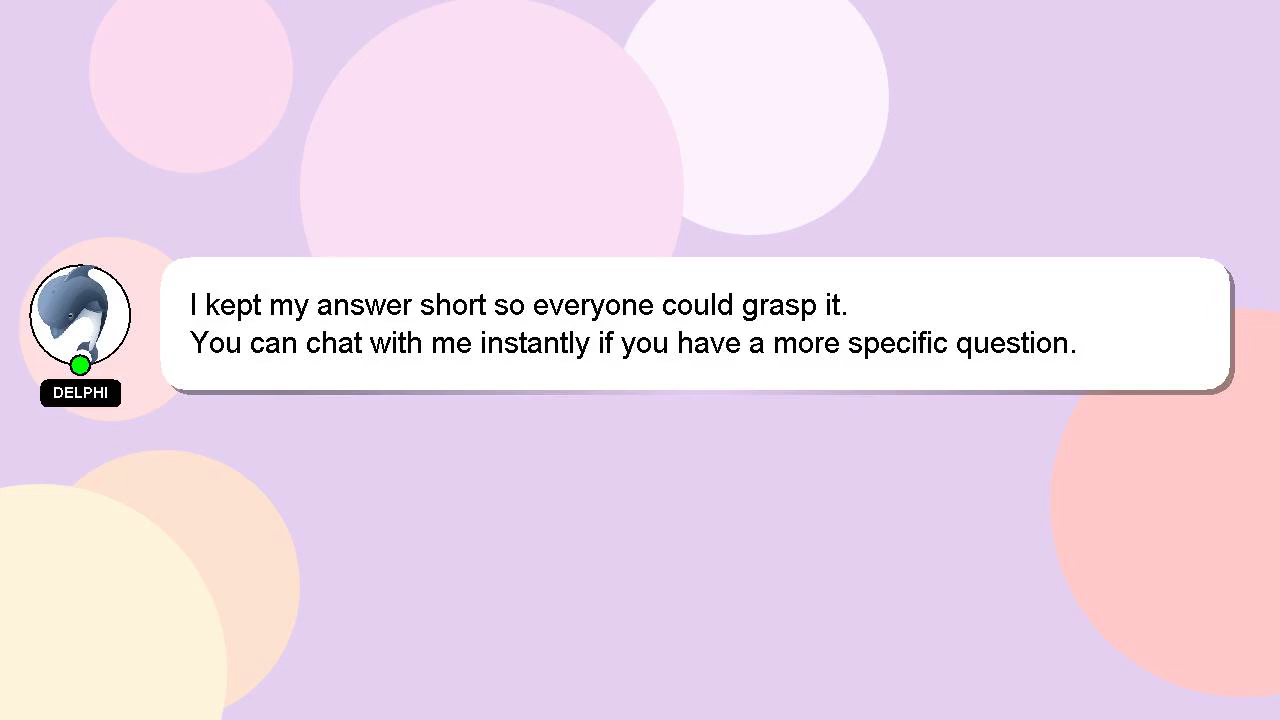 I kept my answer short so everyone could grasp it.
You can chat with me instantly if you have a more specific question.
DELPHI